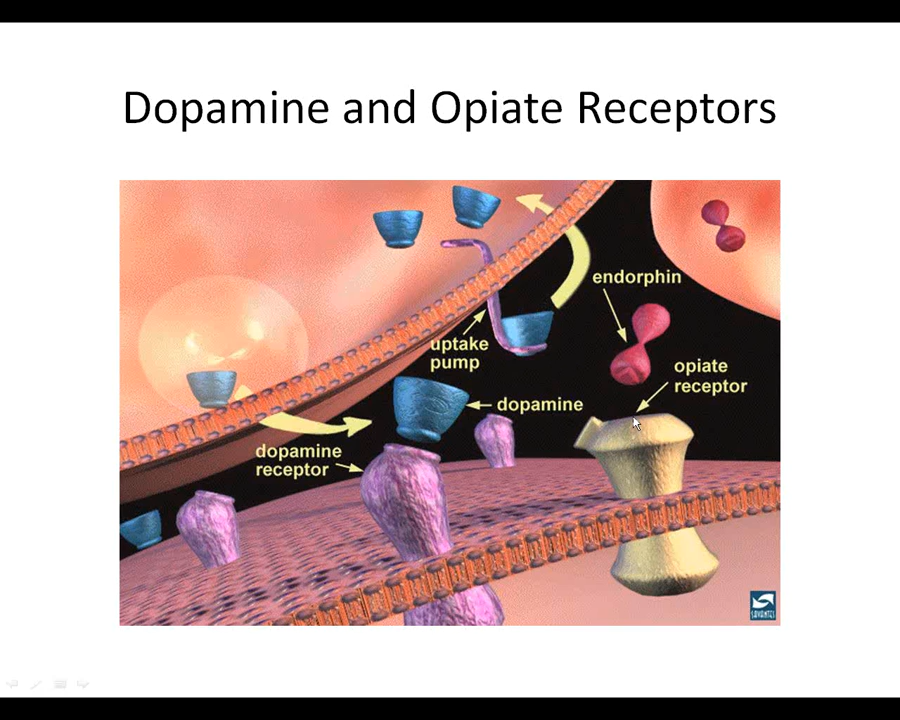 Dopamine and Opiate Receptors
endorphin
uptake
pump
opiate
receptor
dopamine
dopamine
receptor